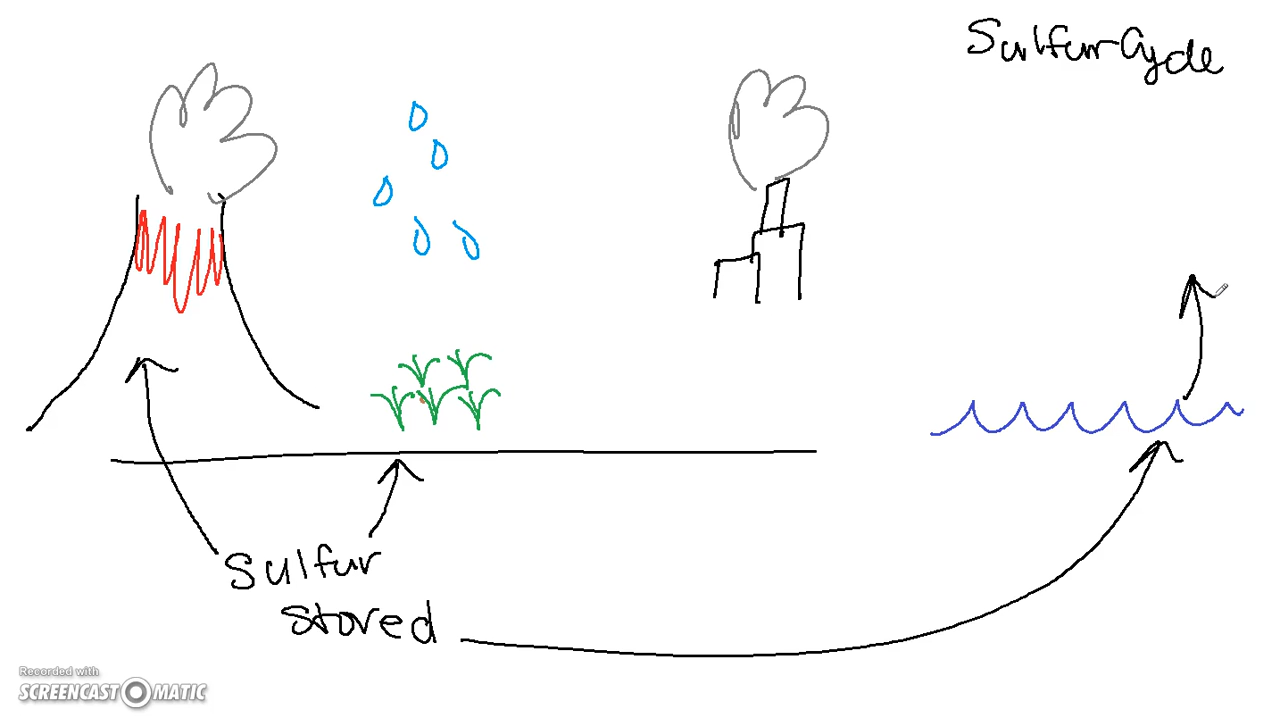 Sulfur Cycle
Sulfur
stored
Recorded with
SCREENCAST MATIC